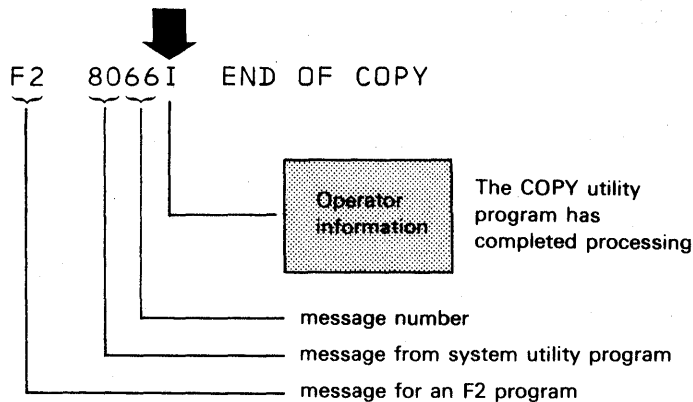 F2 8066I END OF COPY
Operator
information
The COPY utility
program has
completed processing
message number
message from system utility program
message for an F2 program